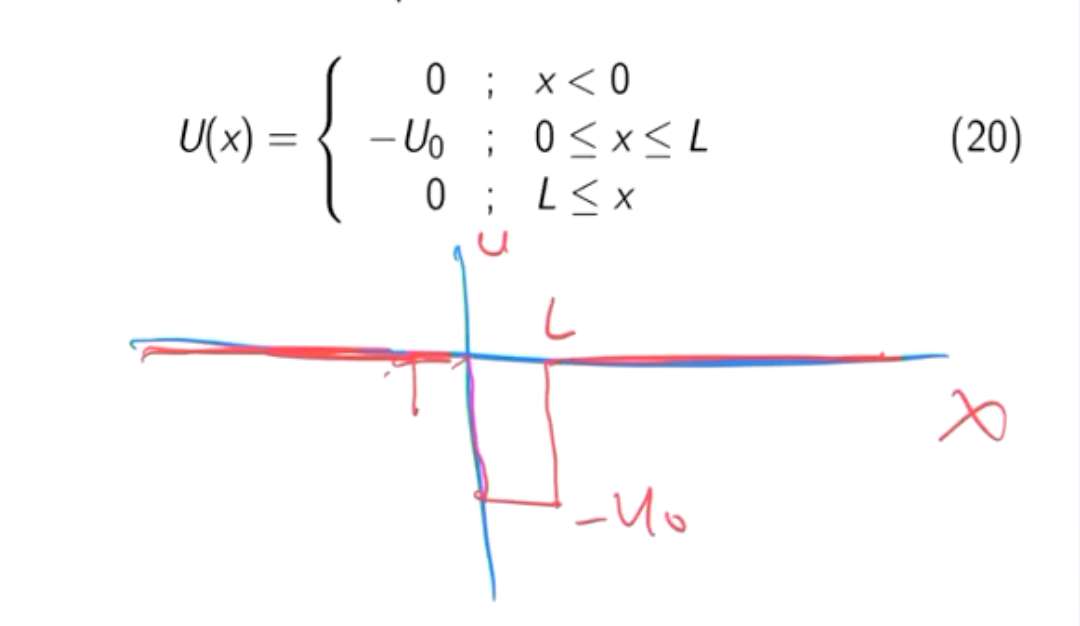 0 ; x < 0
U(x) = { −U₀ ; 0 ≤ x ≤ L (20)
0 ; L ≤ x
U
L
X
−U₀